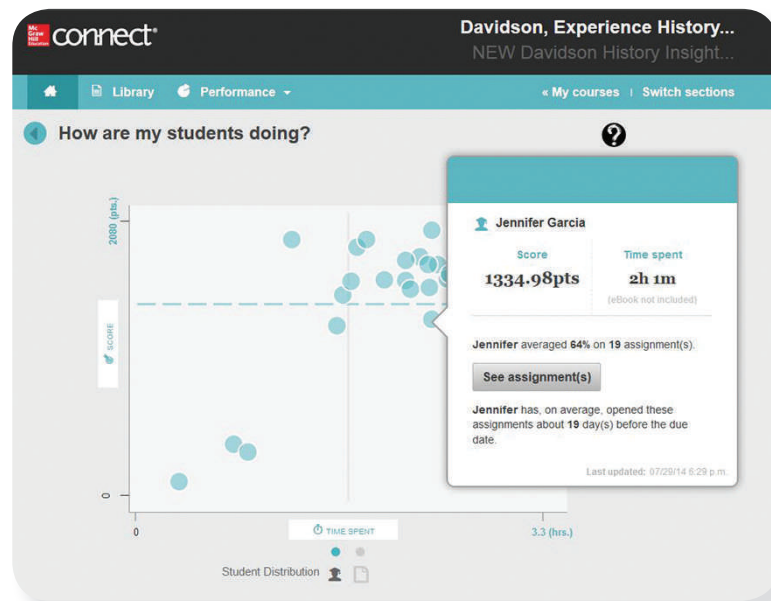 Mc
Graw
Hill
Education
connect®
Davidson, Experience History...
NEW Davidson History Insight...
Library
Performance
« My courses | Switch sections
How are my students doing?
?
2080 (pts.)
SCORE
0
0
TIME SPENT
3.3 (hrs.)
Student Distribution
Jennifer Garcia
Score
Time spent
1334.98pts
2h 1m
(eBook not included)
Jennifer averaged 64% on 19 assignment(s).
See assignment(s)
Jennifer has, on average, opened these
assignments about 19 day(s) before the due
date.
Last updated: 07/29/14 6:29 p.m.